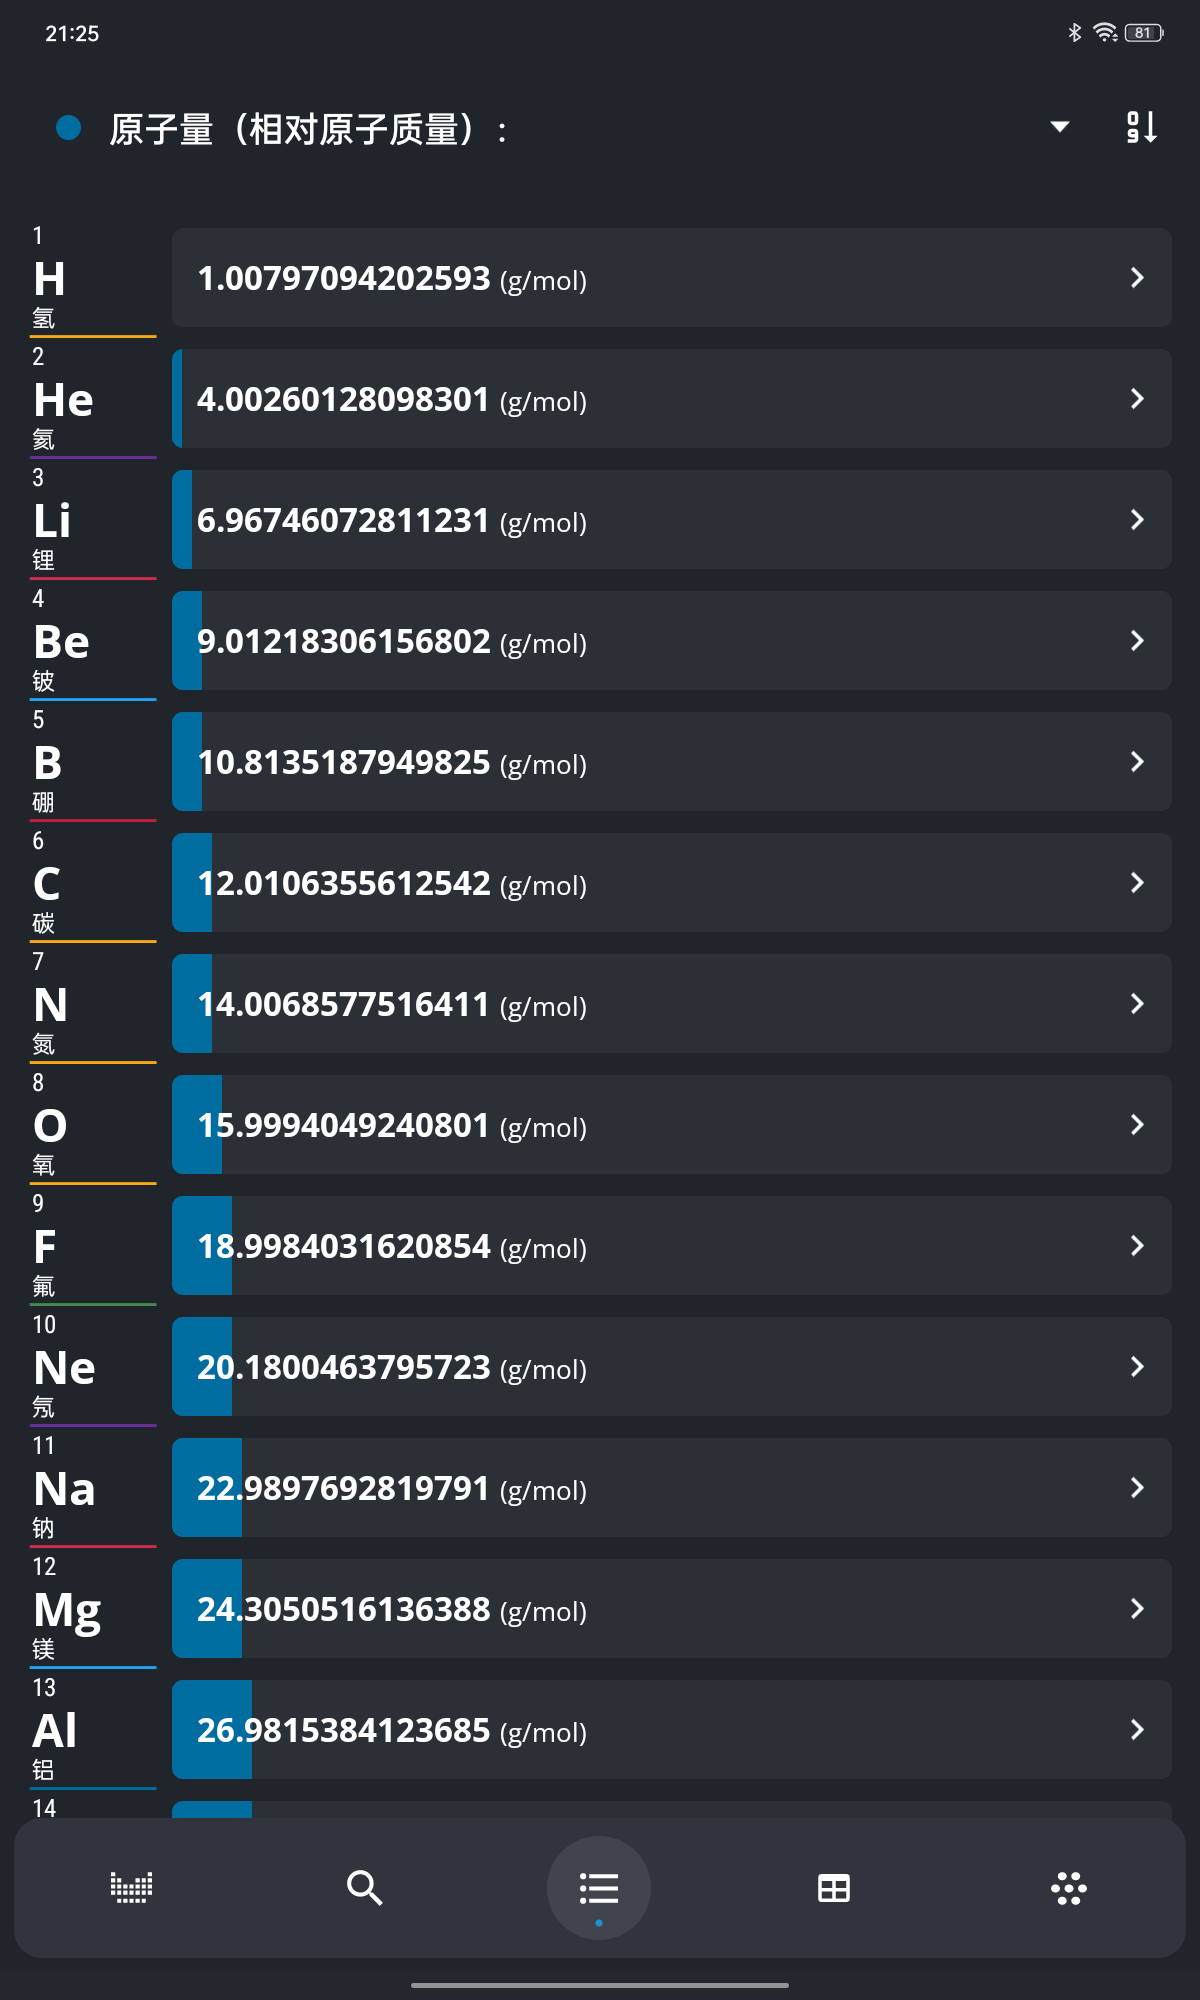 21:25
81
原子量（相对原子质量）:
09
1
H
氢
1.00797094202593 (g/mol)
2
He
氦
4.00260128098301 (g/mol)
3
Li
锂
6.96746072811231 (g/mol)
4
Be
铍
9.01218306156802 (g/mol)
5
B
硼
10.8135187949825 (g/mol)
6
C
碳
12.0106355612542 (g/mol)
7
N
氮
14.0068577516411 (g/mol)
8
O
氧
15.9994049240801 (g/mol)
9
F
氟
18.9984031620854 (g/mol)
10
Ne
氖
20.1800463795723 (g/mol)
11
Na
钠
22.9897692819791 (g/mol)
12
Mg
镁
24.3050516136388 (g/mol)
13
Al
铝
26.9815384123685 (g/mol)
14